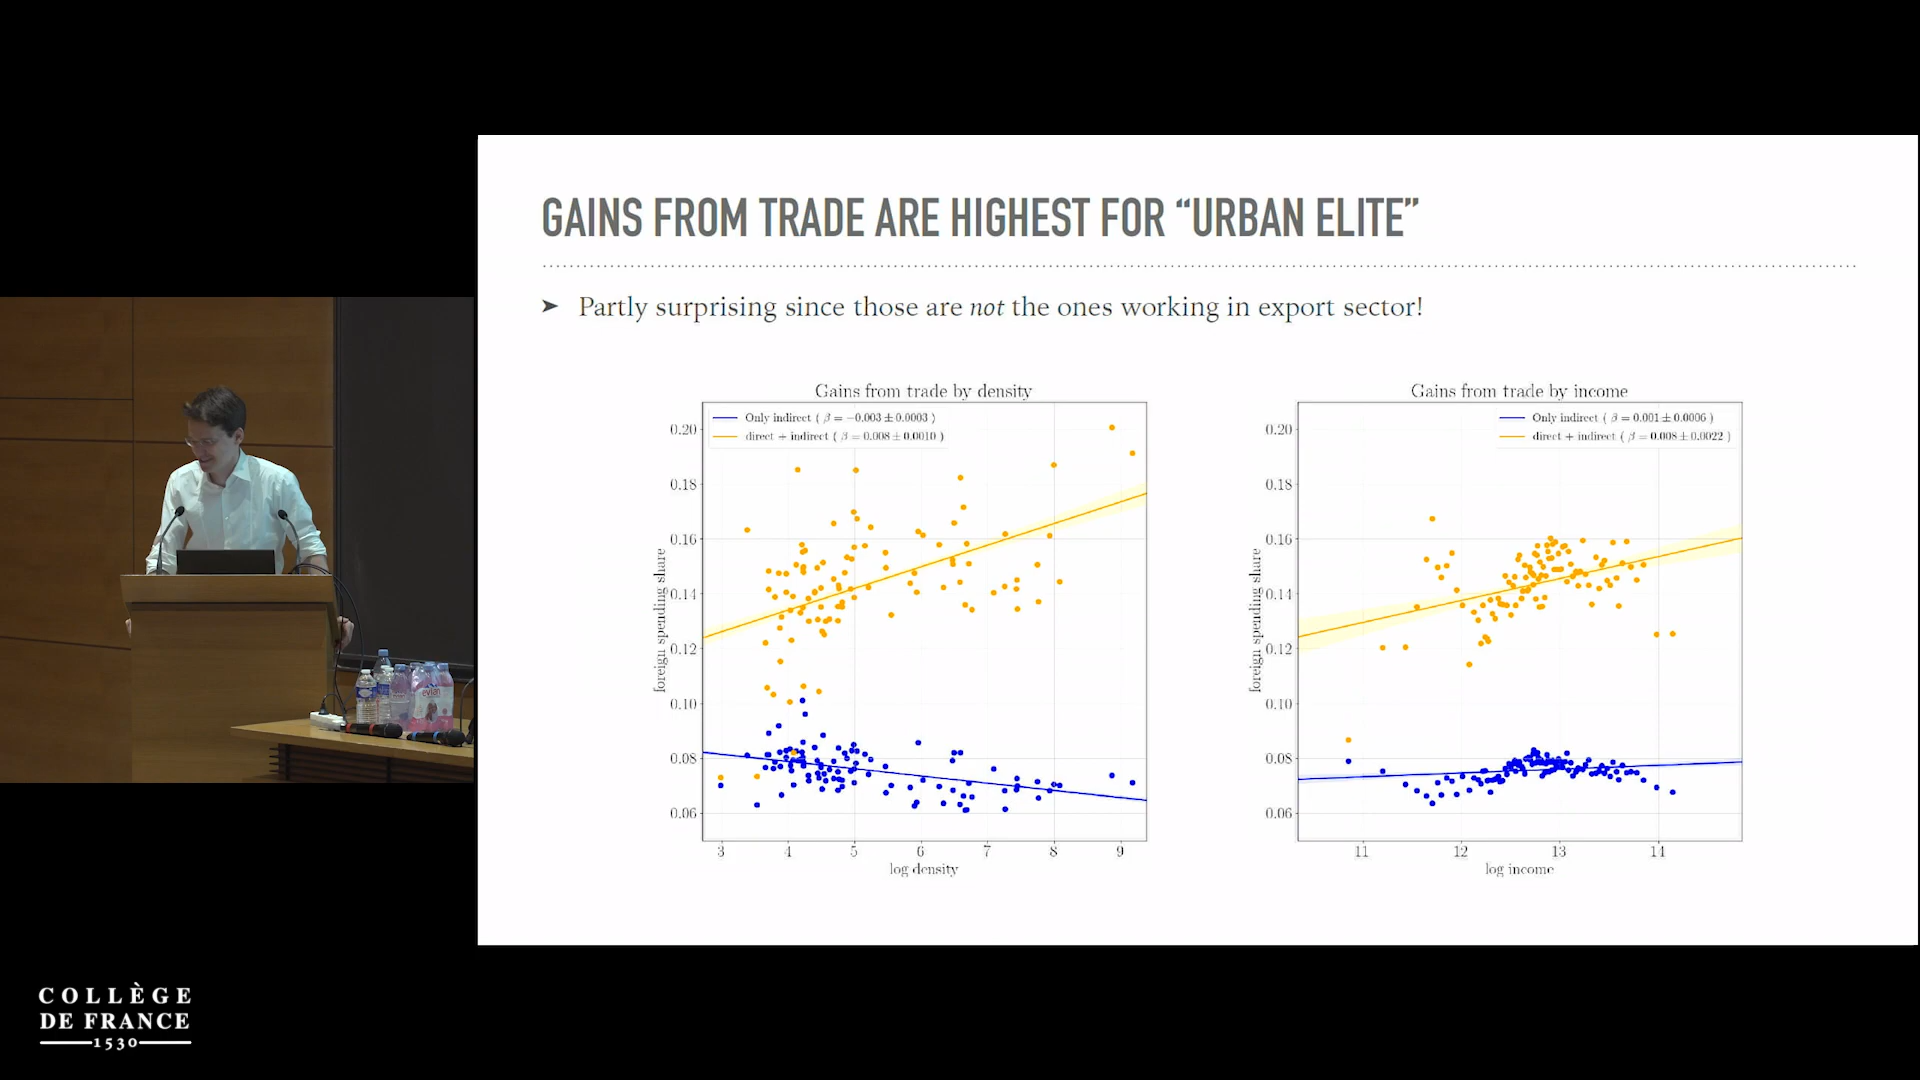 GAINS FROM TRADE ARE HIGHEST FOR “URBAN ELITE”
➤ Partly surprising since those are not the ones working in export sector!
Gains from trade by density
Only indirect ( β = −0.003 ± 0.0003 )
direct + indirect ( β = 0.008 ± 0.0010 )
0.20
0.18
0.16
0.14
0.12
0.10
0.08
0.06
foreign spending share
3 4 5 6 7 8 9
log density
Gains from trade by income
Only indirect ( β = 0.001 ± 0.0006 )
direct + indirect ( β = 0.008 ± 0.0022 )
0.20
0.18
0.16
0.14
0.12
0.10
0.08
0.06
foreign spending share
11 12 13 14
log income
evian
COLLÈGE
DE FRANCE
1530